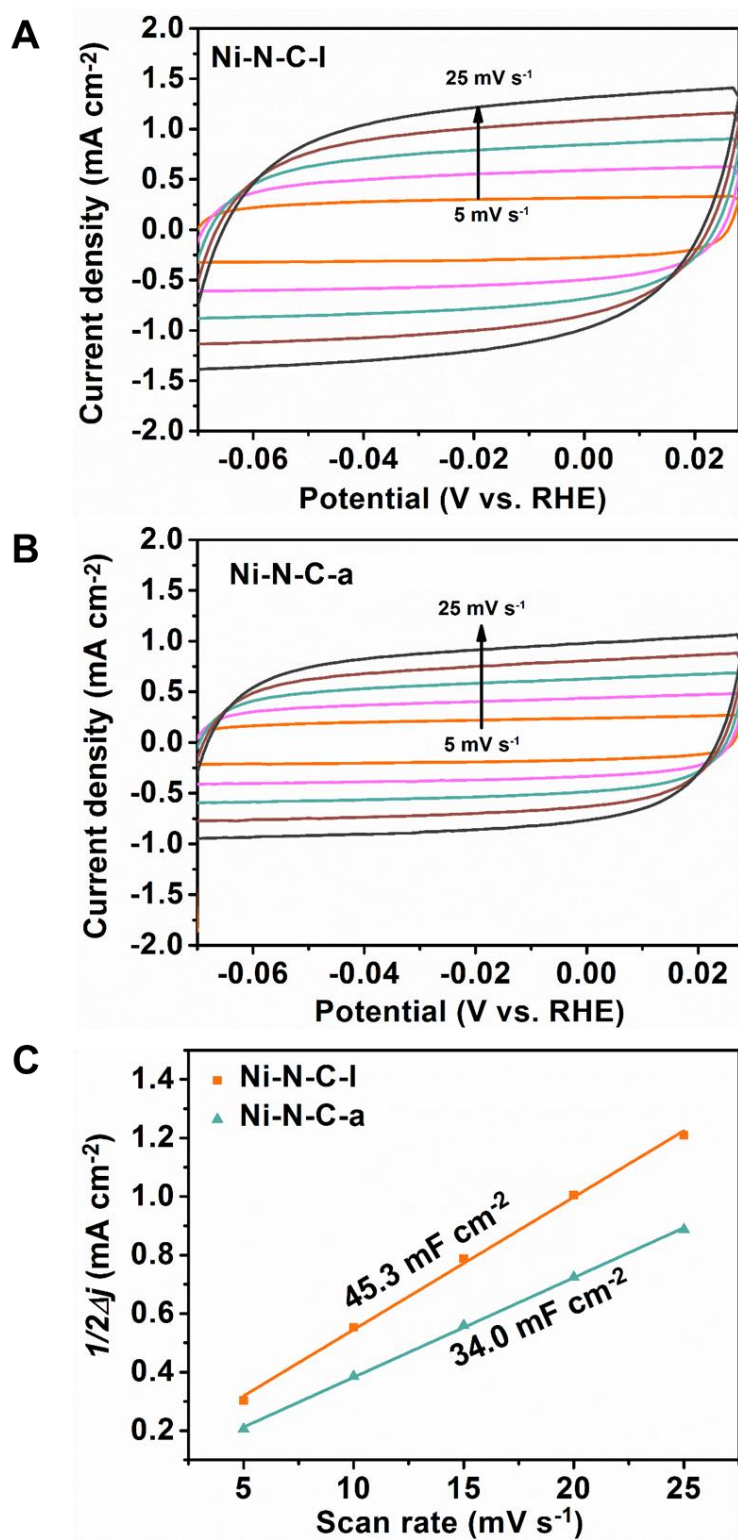 A
Ni-N-C-I
25 mV s⁻¹
5 mV s⁻¹
Current density (mA cm⁻²)
2.0
1.5
1.0
0.5
0.0
-0.5
-1.0
-1.5
-2.0
-0.06 -0.04 -0.02 0.00 0.02
Potential (V vs. RHE)
B
Ni-N-C-a
25 mV s⁻¹
5 mV s⁻¹
Current density (mA cm⁻²)
2.0
1.5
1.0
0.5
0.0
-0.5
-1.0
-1.5
-2.0
-0.06 -0.04 -0.02 0.00 0.02
Potential (V vs. RHE)
C
Ni-N-C-I
Ni-N-C-a
45.3 mF cm⁻²
34.0 mF cm⁻²
1/2Δj (mA cm⁻²)
1.4
1.2
1.0
0.8
0.6
0.4
0.2
5 10 15 20 25
Scan rate (mV s⁻¹)